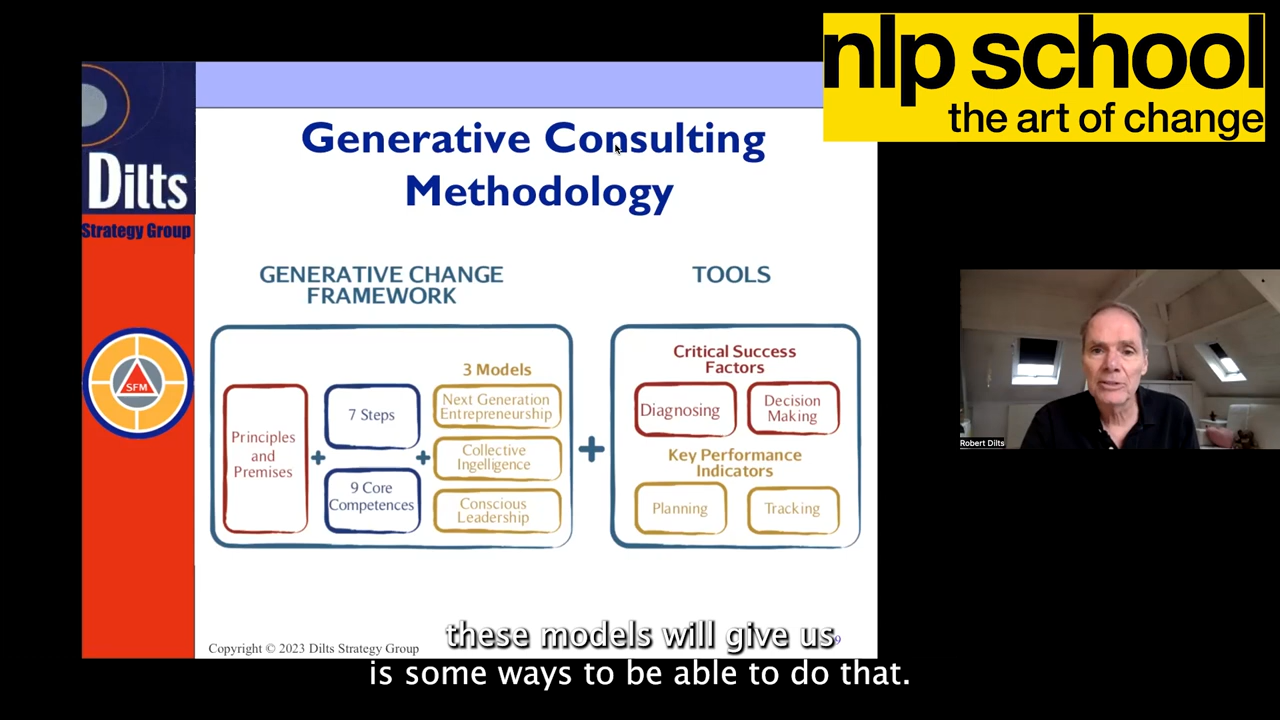 nlp school
the art of change
Dilts
Strategy Group
SFM
Generative Consulting
Methodology
GENERATIVE CHANGE
FRAMEWORK
Principles
and
Premises
7 Steps
9 Core
Competences
3 Models
Next Generation
Entrepreneurship
Collective
Ingelligence
Conscious
Leadership
TOOLS
Critical Success
Factors
Diagnosing
Decision
Making
Key Performance
Indicators
Planning
Tracking
Robert Dilts
Copyright © 2023 Dilts Strategy Group
9
these models will give us
is some ways to be able to do that.